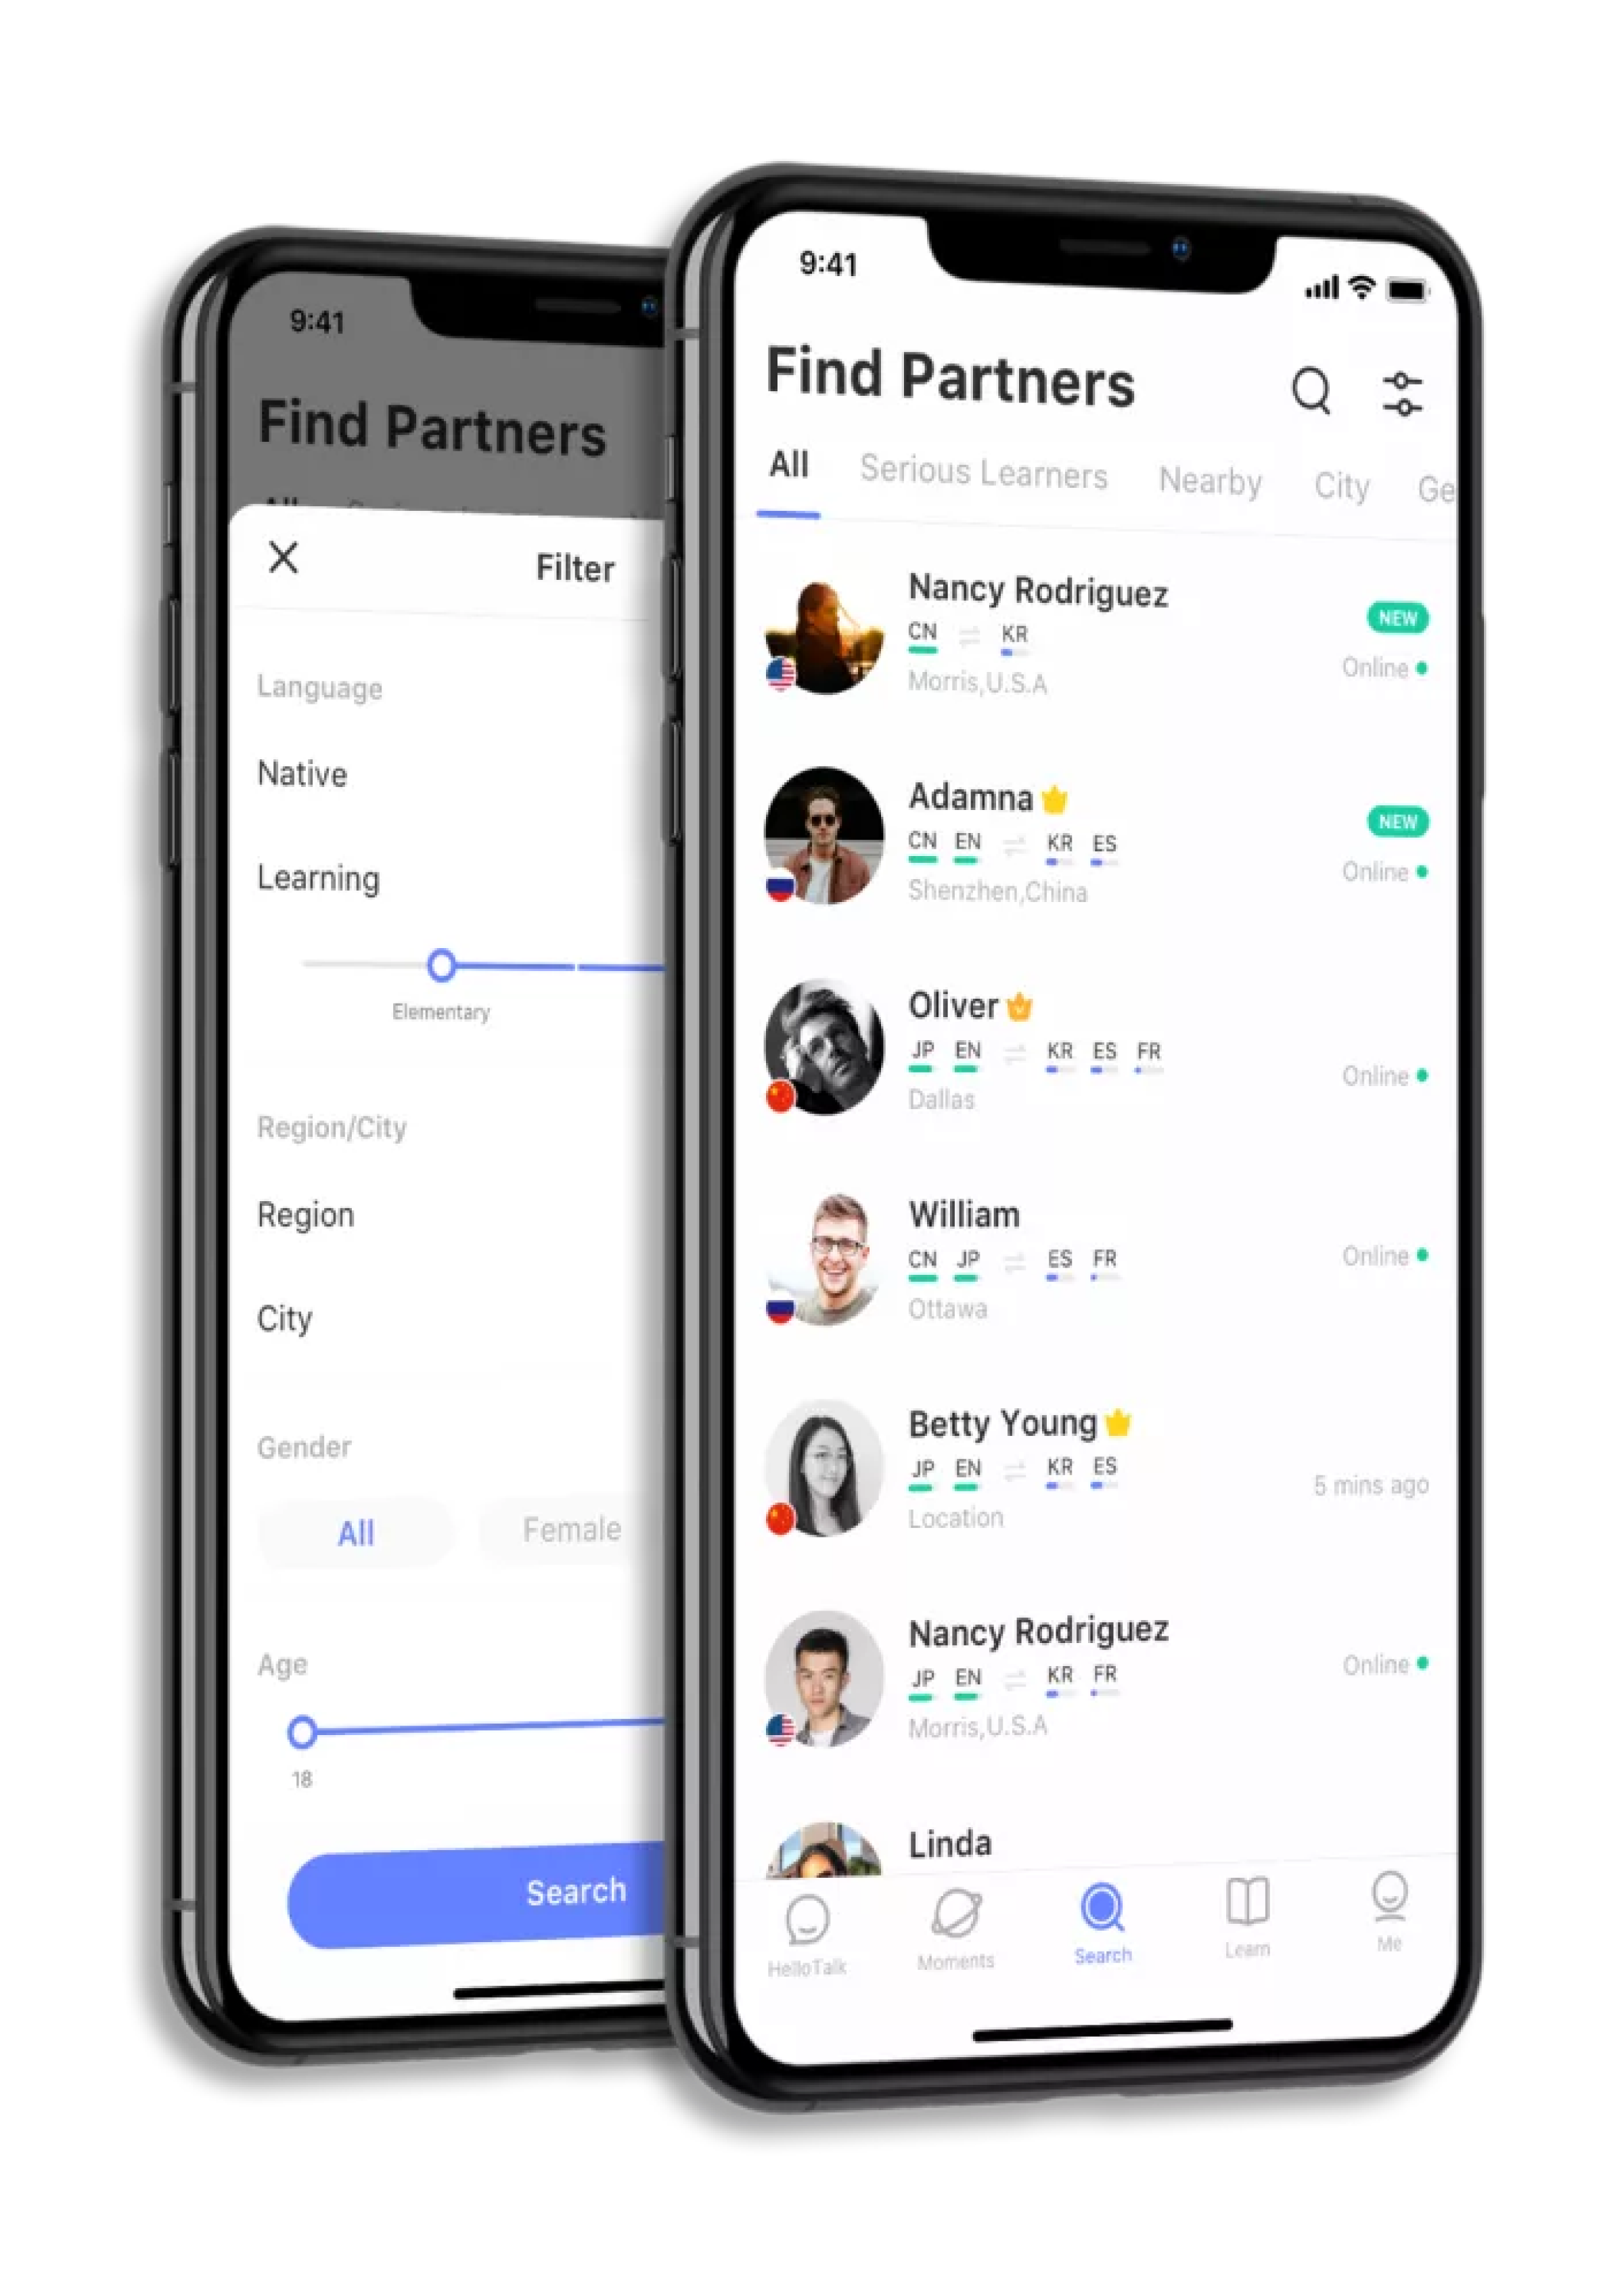 9:41
Find Partners
Filter
Language
Native
Learning
Elementary
Region/City
Region
City
Gender
All Female
Age
18
Search
9:41
Find Partners
All Serious Learners Nearby City Ge
Nancy Rodriguez
NEW
CN KR
Online
Morris,U.S.A
Adamna
NEW
CN EN KR ES
Online
Shenzhen,China
Oliver
JP EN KR ES FR
Online
Dallas
William
CN JP ES FR
Online
Ottawa
Betty Young
JP EN KR ES
5 mins ago
Location
Nancy Rodriguez
JP EN KR FR
Online
Morris,U.S.A
Linda
HelloTalk Moments Search Learn Me